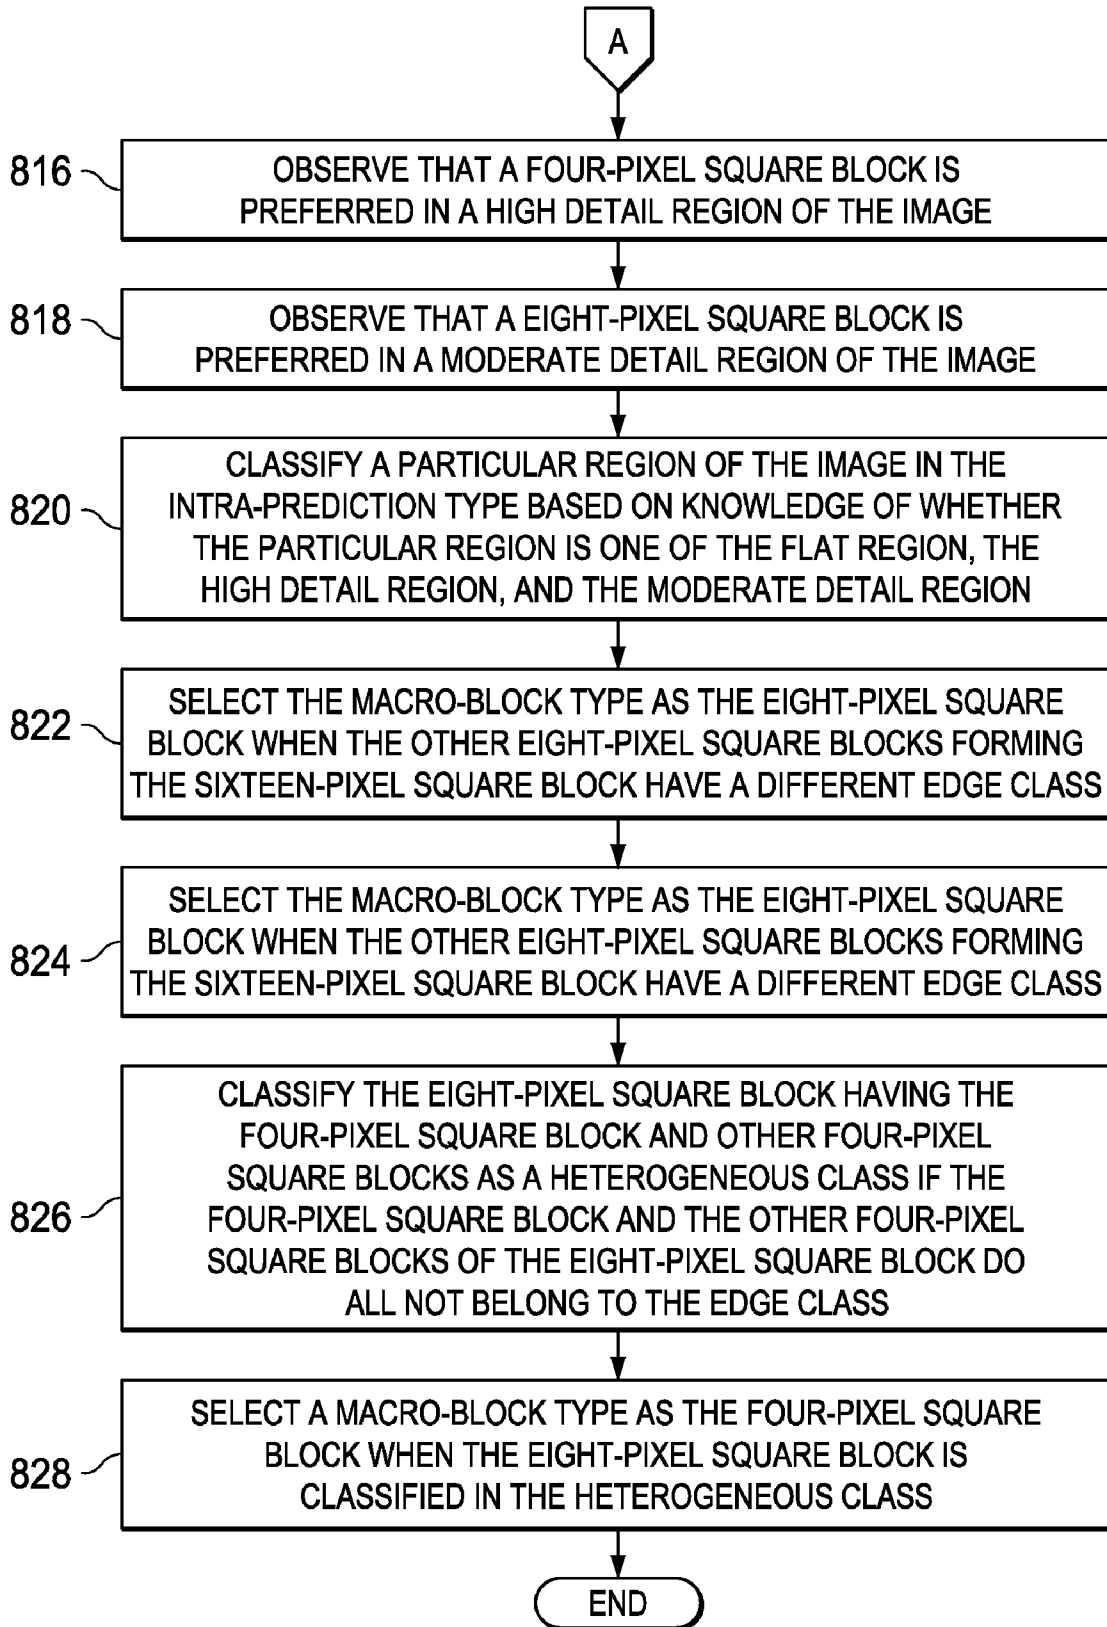 A
816
OBSERVE THAT A FOUR-PIXEL SQUARE BLOCK IS
PREFERRED IN A HIGH DETAIL REGION OF THE IMAGE
818
OBSERVE THAT A EIGHT-PIXEL SQUARE BLOCK IS
PREFERRED IN A MODERATE DETAIL REGION OF THE IMAGE
820
CLASSIFY A PARTICULAR REGION OF THE IMAGE IN THE
INTRA-PREDICTION TYPE BASED ON KNOWLEDGE OF WHETHER
THE PARTICULAR REGION IS ONE OF THE FLAT REGION, THE
HIGH DETAIL REGION, AND THE MODERATE DETAIL REGION
822
SELECT THE MACRO-BLOCK TYPE AS THE EIGHT-PIXEL SQUARE
BLOCK WHEN THE OTHER EIGHT-PIXEL SQUARE BLOCKS FORMING
THE SIXTEEN-PIXEL SQUARE BLOCK HAVE A DIFFERENT EDGE CLASS
824
SELECT THE MACRO-BLOCK TYPE AS THE EIGHT-PIXEL SQUARE
BLOCK WHEN THE OTHER EIGHT-PIXEL SQUARE BLOCKS FORMING
THE SIXTEEN-PIXEL SQUARE BLOCK HAVE A DIFFERENT EDGE CLASS
826
CLASSIFY THE EIGHT-PIXEL SQUARE BLOCK HAVING THE
FOUR-PIXEL SQUARE BLOCK AND OTHER FOUR-PIXEL
SQUARE BLOCKS AS A HETEROGENEOUS CLASS IF THE
FOUR-PIXEL SQUARE BLOCK AND THE OTHER FOUR-PIXEL
SQUARE BLOCKS OF THE EIGHT-PIXEL SQUARE BLOCK DO
ALL NOT BELONG TO THE EDGE CLASS
828
SELECT A MACRO-BLOCK TYPE AS THE FOUR-PIXEL SQUARE
BLOCK WHEN THE EIGHT-PIXEL SQUARE BLOCK IS
CLASSIFIED IN THE HETEROGENEOUS CLASS
END